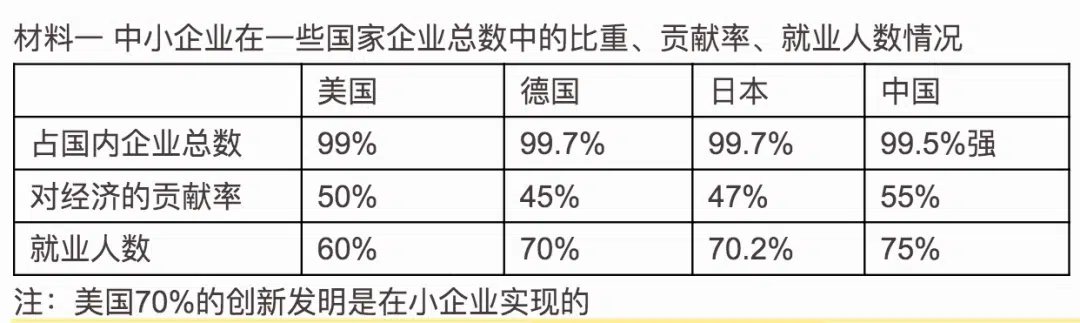 材料一 中小企业在一些国家企业总数中的比重、贡献率、就业人数情况
美国 德国 日本 中国
占国内企业总数 99% 99.7% 99.7% 99.5%强
对经济的贡献率 50% 45% 47% 55%
就业人数 60% 70% 70.2% 75%
注：美国70%的创新发明是在小企业实现的